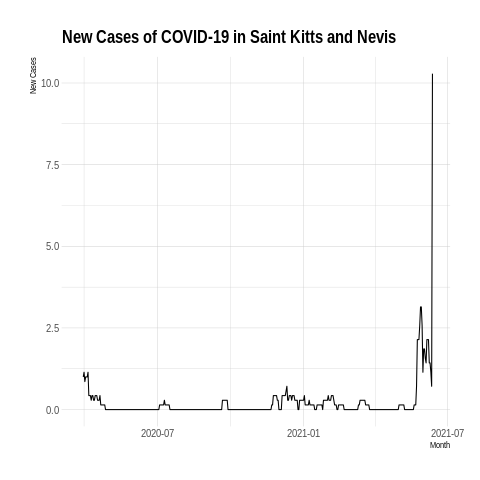 New Cases of COVID-19 in Saint Kitts and Nevis
New Cases
10.0
7.5
5.0
2.5
0.0
2020-07
2021-01
2021-07
Month